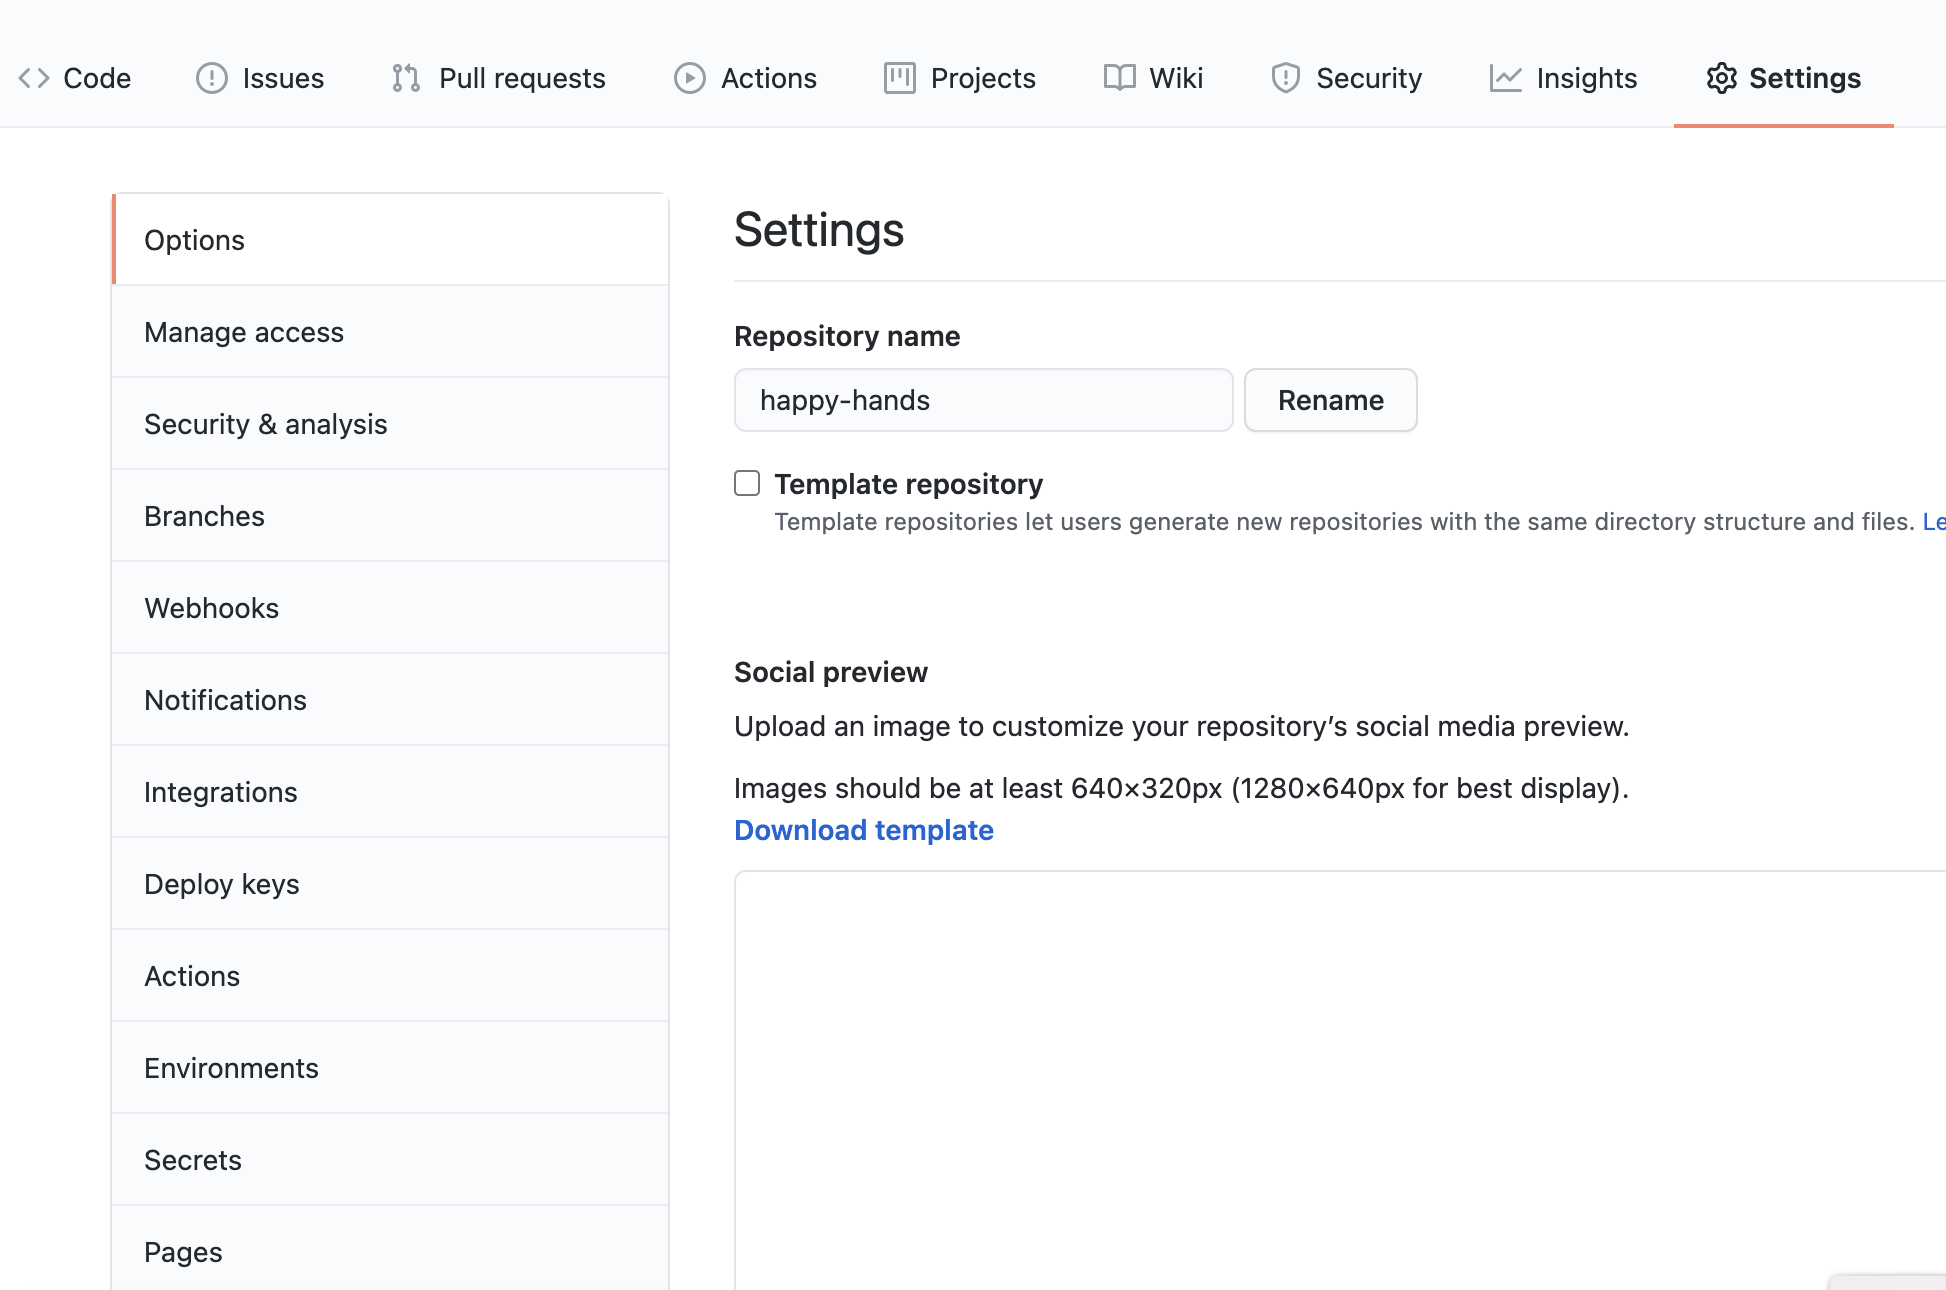 Code Issues Pull requests Actions Projects Wiki Security Insights Settings
Options
Manage access
Security & analysis
Branches
Webhooks
Notifications
Integrations
Deploy keys
Actions
Environments
Secrets
Pages
Settings
Repository name
happy-hands Rename
Template repository
Template repositories let users generate new repositories with the same directory structure and files. Le
Social preview
Upload an image to customize your repository’s social media preview.
Images should be at least 640×320px (1280×640px for best display).
Download template